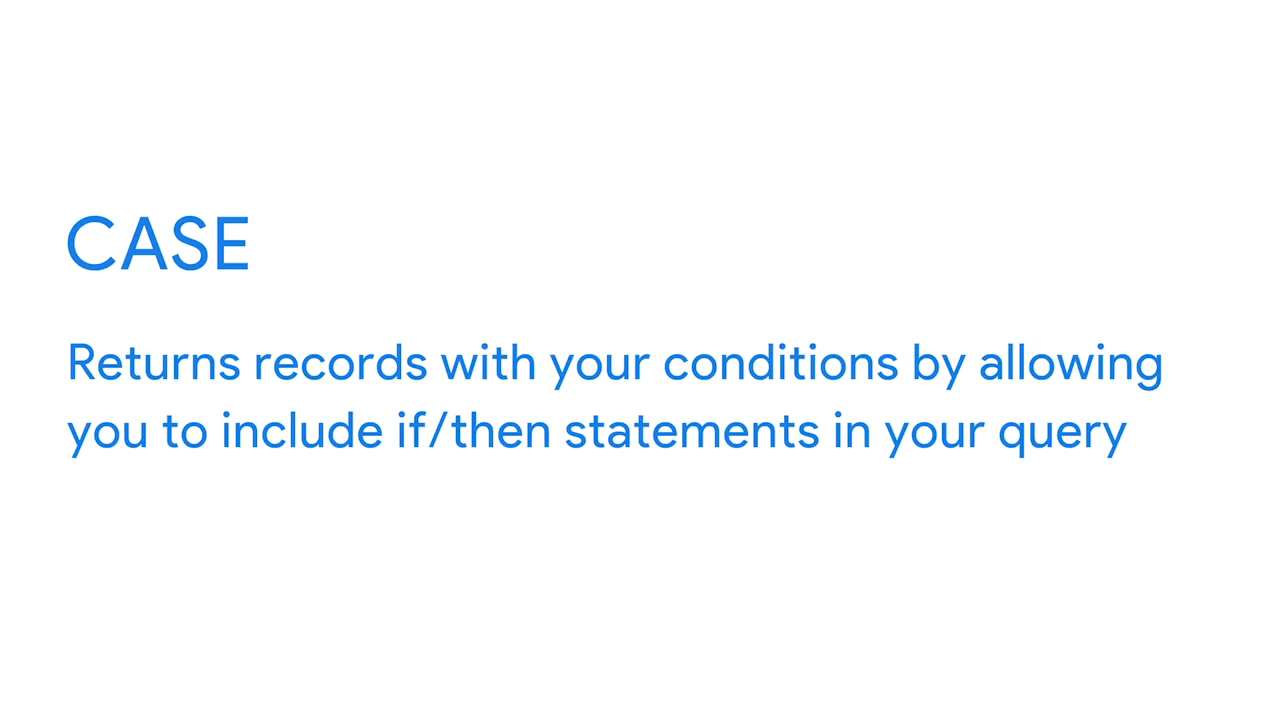 CASE
Returns records with your conditions by allowing
you to include if/then statements in your query